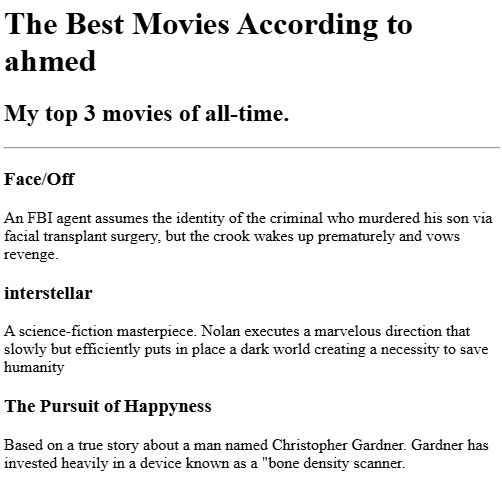 The Best Movies According to
ahmed
My top 3 movies of all-time.
Face/Off
An FBI agent assumes the identity of the criminal who murdered his son via
facial transplant surgery, but the crook wakes up prematurely and vows
revenge.
interstellar
A science-fiction masterpiece. Nolan executes a marvelous direction that
slowly but efficiently puts in place a dark world creating a necessity to save
humanity
The Pursuit of Happyness
Based on a true story about a man named Christopher Gardner. Gardner has
invested heavily in a device known as a "bone density scanner.